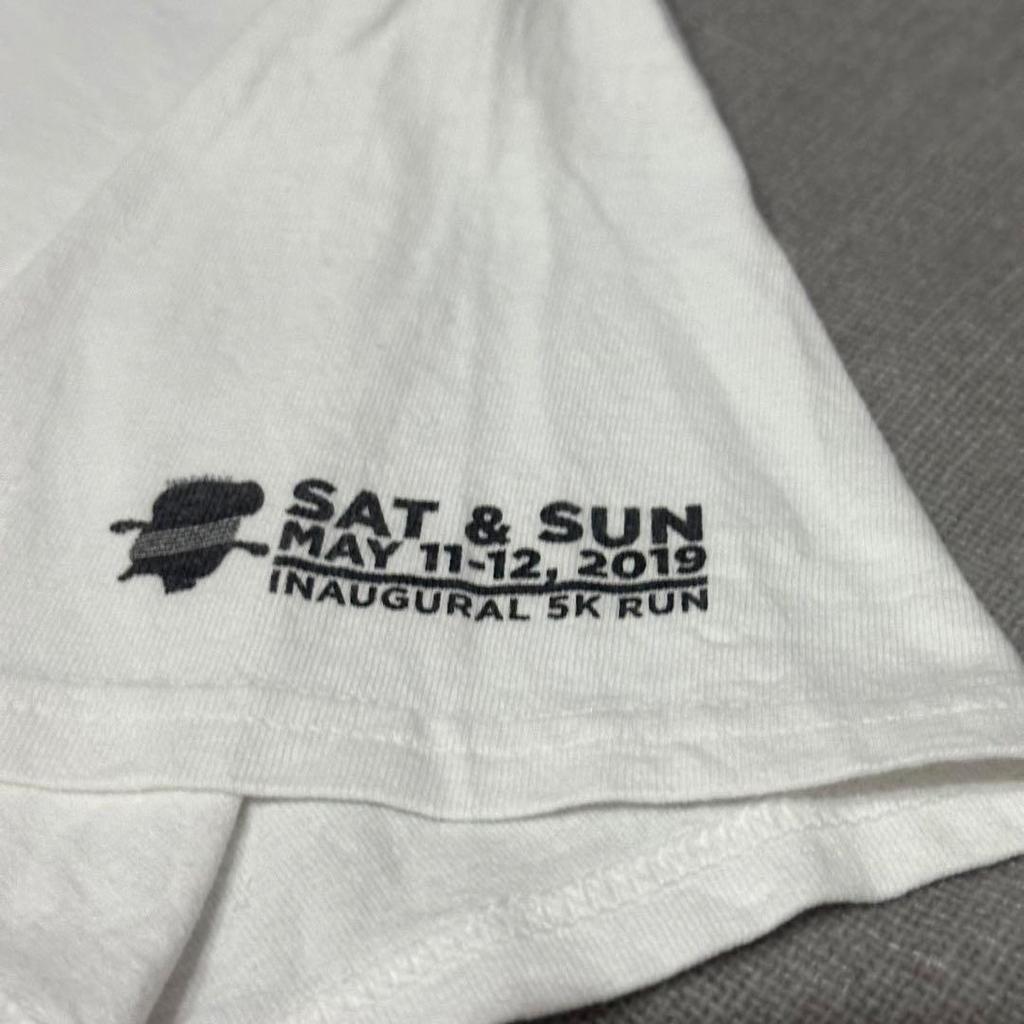 SAT & SUN
MAY 11-12, 2019
INAUGURAL 5K RUN